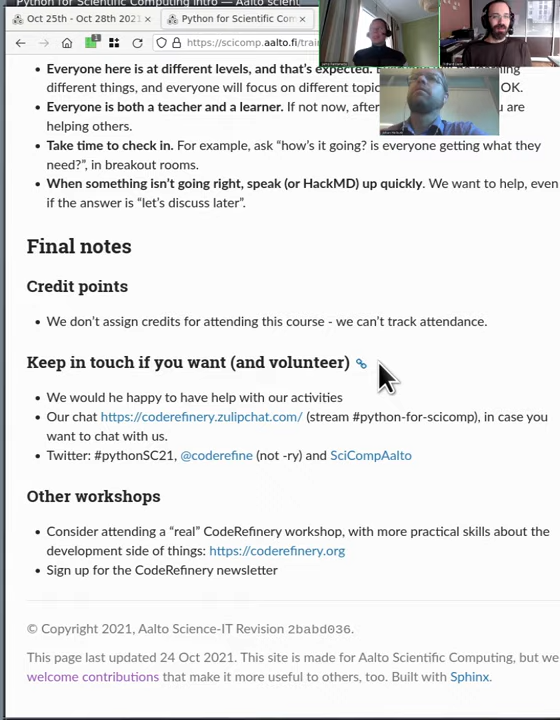 Python for Scientific Computing intro — Aalto scient
Oct 25th - Oct 28th 2021
Python for Scientific Com
https://scicomp.aalto.fi/trai
Everyone here is at different levels, and that's expected.
different things, and everyone will focus on different topic OK.
Everyone is both a teacher and a learner. If not now, after are
helping others.
Take time to check in. For example, ask “how's it going? is everyone getting what they
need?”, in breakout rooms.
When something isn't going right, speak (or HackMD) up quickly. We want to help, even
if the answer is “let's discuss later”.
Final notes
Credit points
We don't assign credits for attending this course - we can't track attendance.
Keep in touch if you want (and volunteer)
We would he happy to have help with our activities
Our chat https://coderefinery.zulipchat.com/ (stream #python-for-scicomp), in case you
want to chat with us.
Twitter: #pythonSC21, @coderefine (not -ry) and SciCompAalto
Other workshops
Consider attending a “real” CodeRefinery workshop, with more practical skills about the
development side of things: https://coderefinery.org
Sign up for the CodeRefinery newsletter
© Copyright 2021, Aalto Science-IT Revision 2babd036.
This page last updated 24 Oct 2021. This site is made for Aalto Scientific Computing, but we
welcome contributions that make it more useful to others, too. Built with Sphinx.